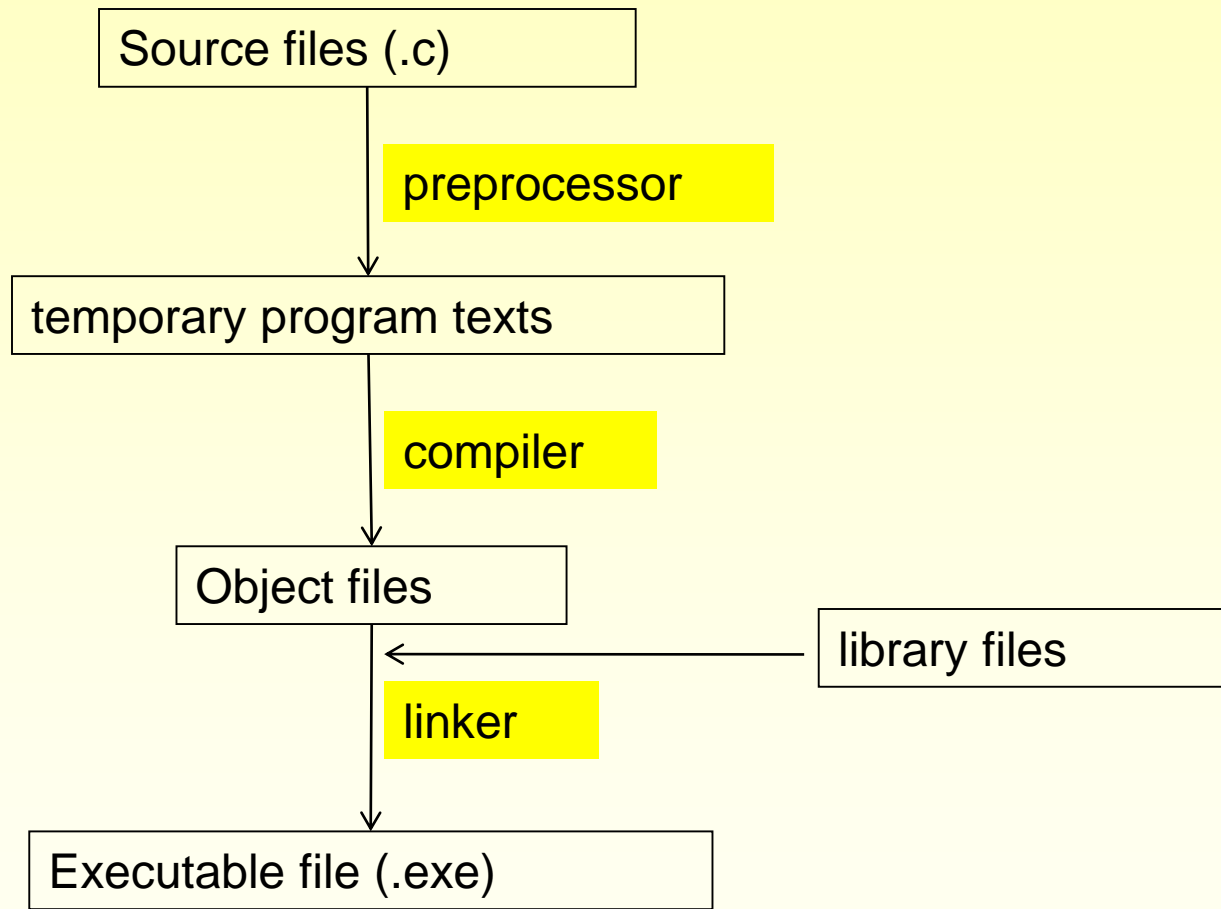 Source files (.c)
preprocessor
temporary program texts
compiler
Object files
library files
linker
Executable file (.exe)